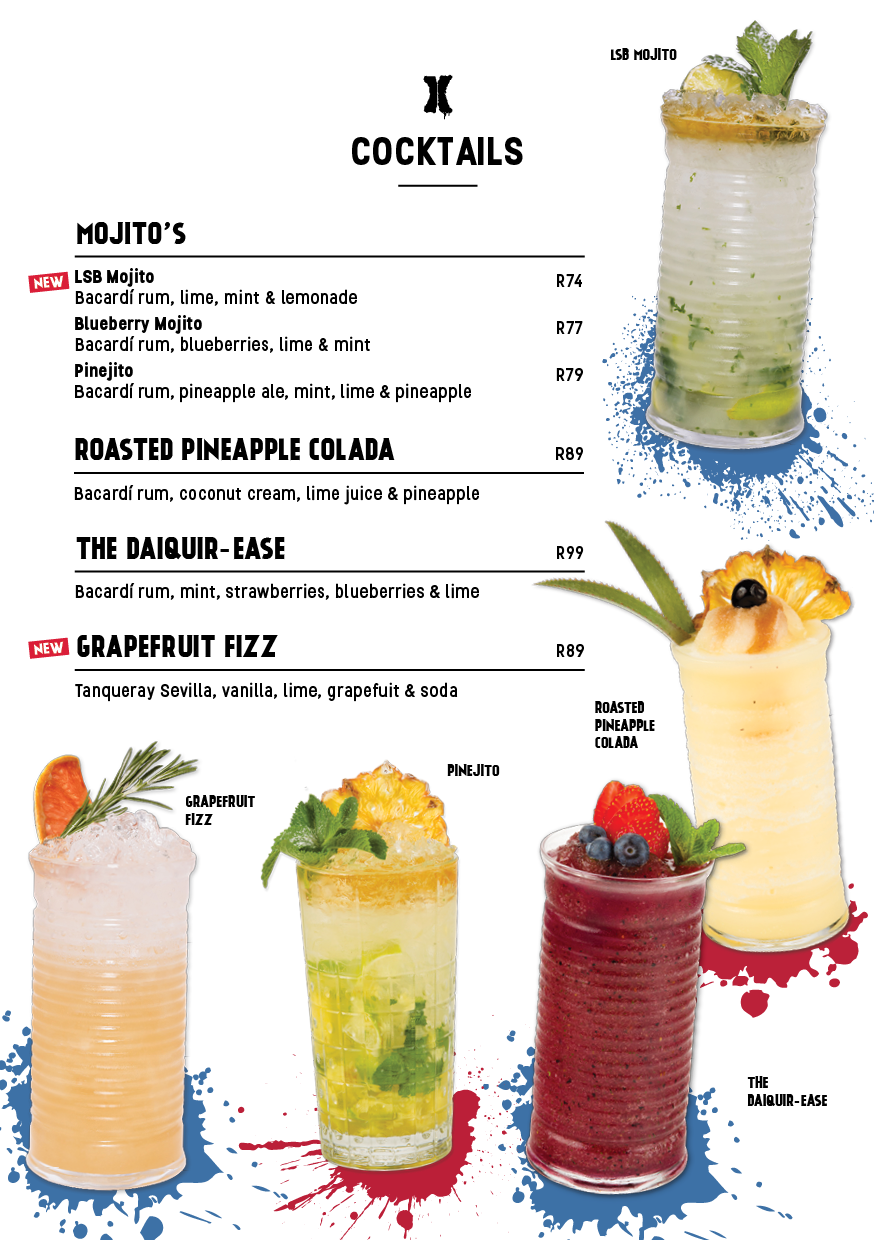 LSB MOJITO
COCKTAILS
MOJITO'S
NEW
LSB Mojito R74
Bacardí rum, lime, mint & lemonade
Blueberry Mojito R77
Bacardí rum, blueberries, lime & mint
Pinejito R79
Bacardí rum, pineapple ale, mint, lime & pineapple
ROASTED PINEAPPLE COLADA R89
Bacardí rum, coconut cream, lime juice & pineapple
THE DAIQUIR-EASE R99
Bacardí rum, mint, strawberries, blueberries & lime
NEW
GRAPEFRUIT FIZZ R89
Tanqueray Sevilla, vanilla, lime, grapefuit & soda
ROASTED
PINEAPPLE
COLADA
PINEJITO
GRAPEFRUIT
FIZZ
THE
DAIQUIR-EASE